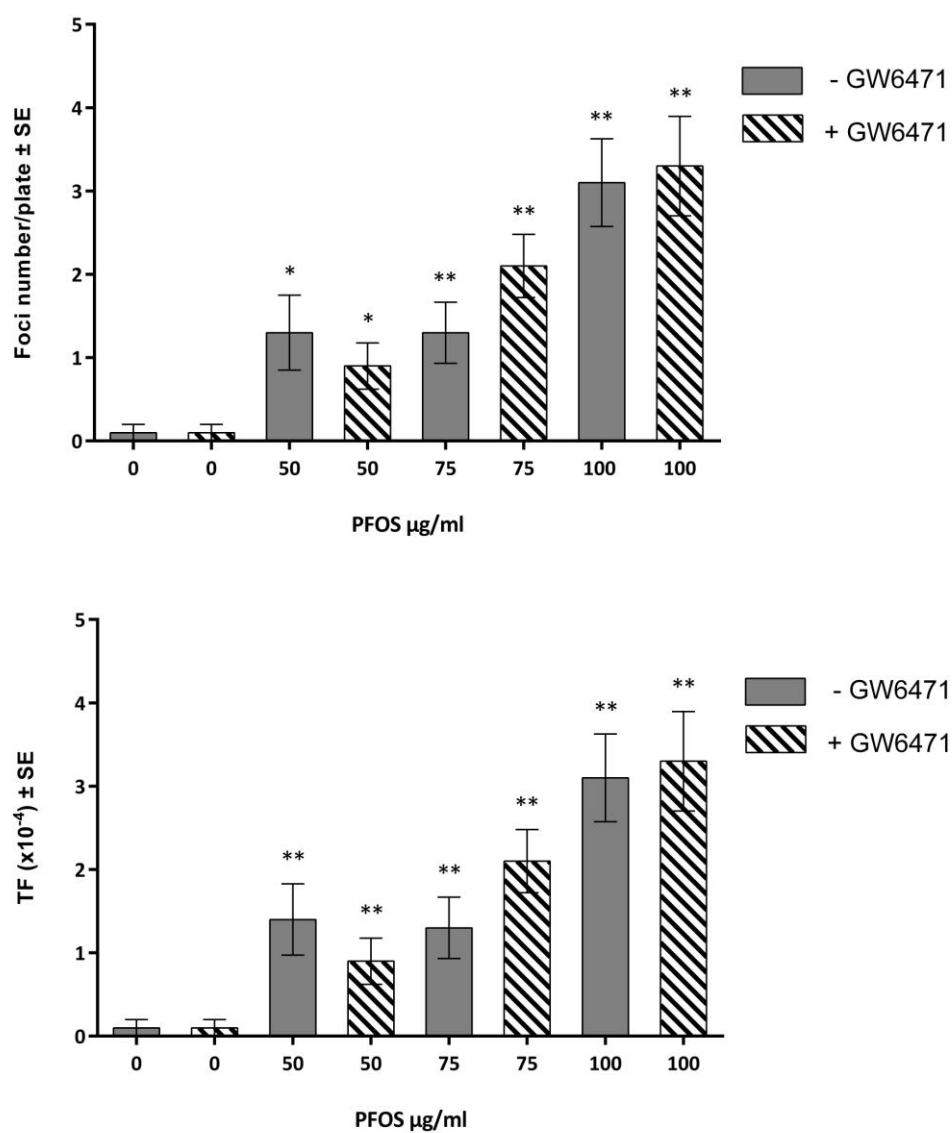 5
- GW6471
4
**
**
+ GW6471
3
**
*
**
2
*
1
0
Foci number/plate ± SE
0 0 50 50 75 75 100 100
PFOS µg/ml
5
- GW6471
**
**
4
+ GW6471
3
**
**
**
2
**
1
0
TF (x10⁻⁴) ± SE
0 0 50 50 75 75 100 100
PFOS µg/ml